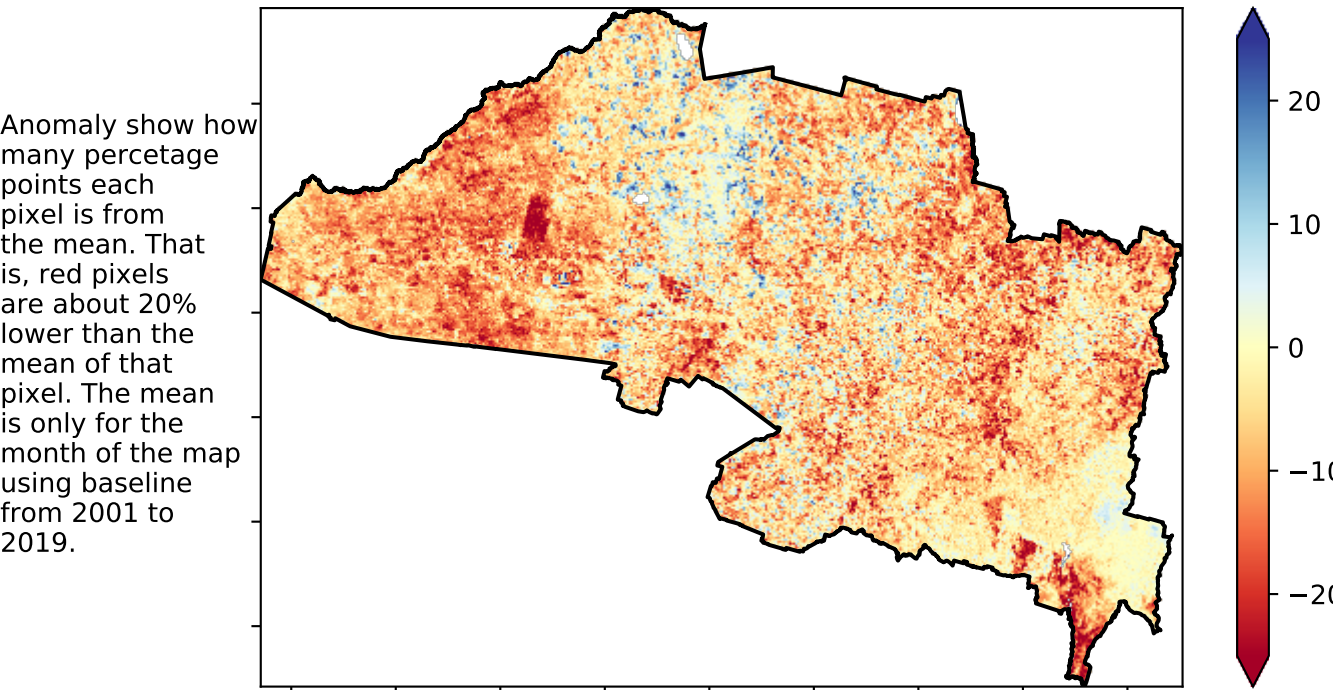 Anomaly show how
many percetage
points each
pixel is from
the mean. That
is, red pixels
are about 20%
lower than the
mean of that
pixel. The mean
is only for the
month of the map
using baseline
from 2001 to
2019.
20
10
0
−10
−20